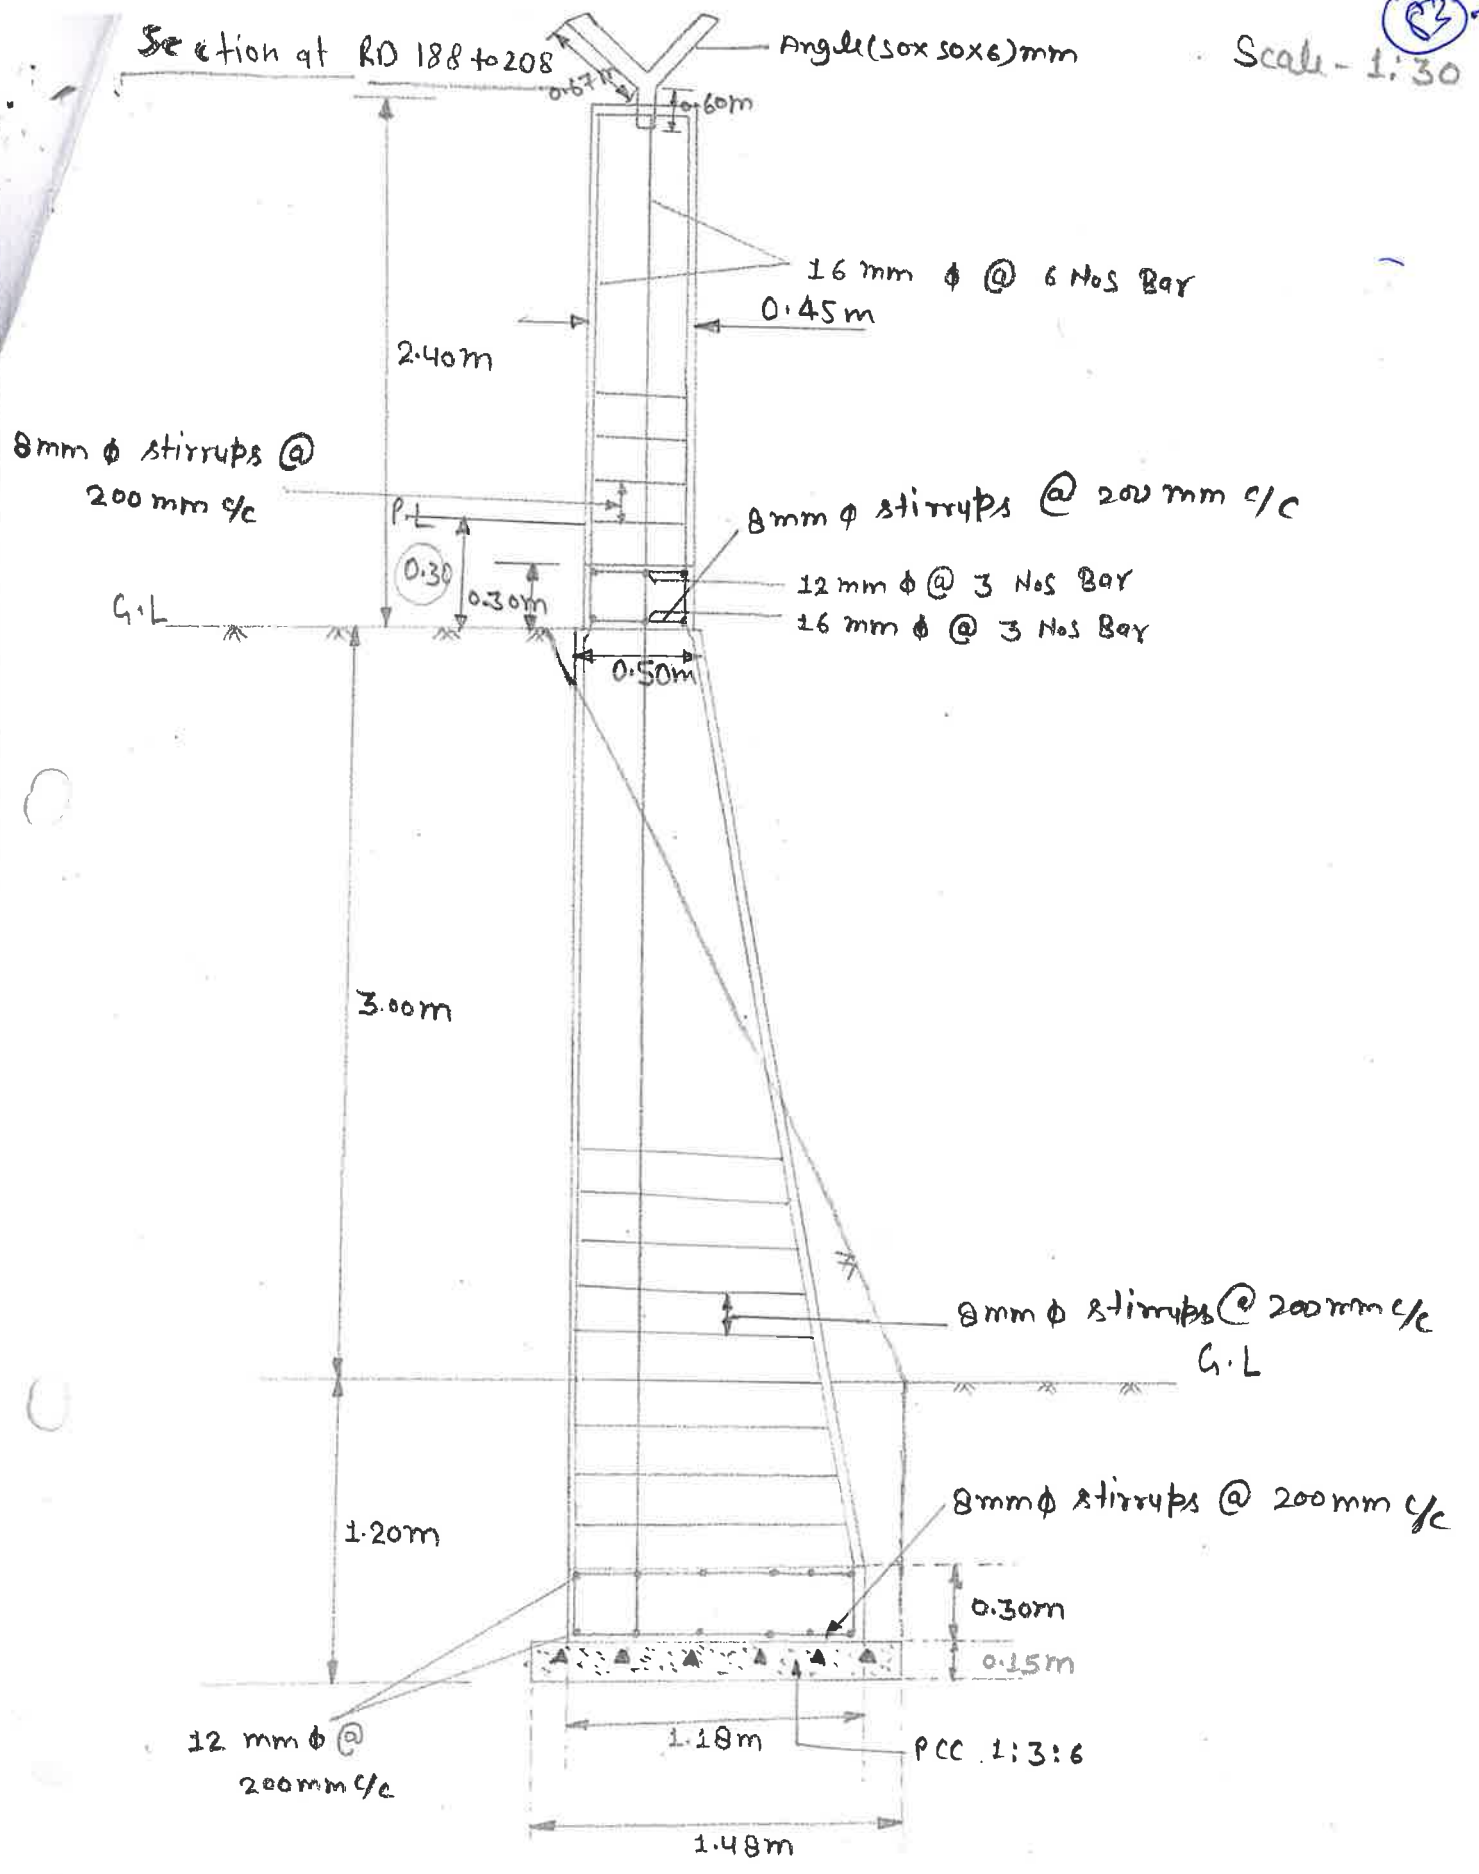 Section at RD 188 to 208
Angle (50x50x6)mm
Scale - 1:30
0.67m
0.60m
16 mm ϕ @ 6 Nos Bar
0.45m
2.40m
8mm ϕ stirrups @
200 mm c/c
P.L
8mm ϕ stirrups @ 200 mm c/c
0.30
0.30m
12 mm ϕ @ 3 Nos Bar
16 mm ϕ @ 3 Nos Bar
G.L
0.50m
3.00m
8mm ϕ stirrups @ 200mm c/c
G.L
8mm ϕ stirrups @ 200mm c/c
1.20m
0.30m
0.15m
12 mm ϕ @
200mm c/c
1.18m
PCC 1:3:6
1.48m